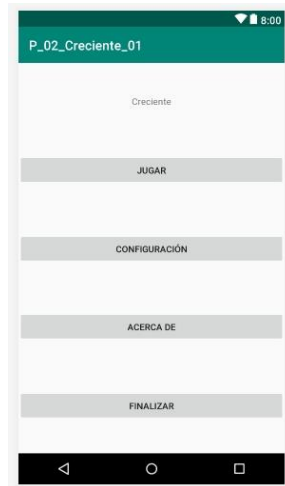 8:00
P_02_Creciente_01
Creciente
JUGAR
CONFIGURACIÓN
ACERCA DE
FINALIZAR